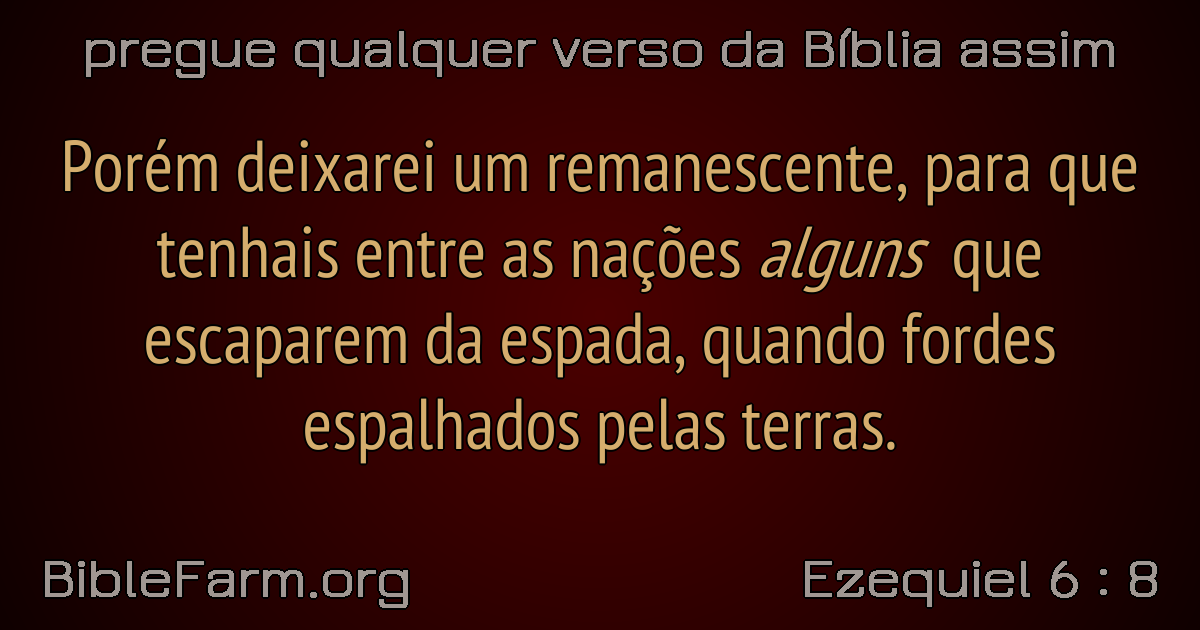 pregue qualquer verso da Bíblia assim
Porém deixarei um remanescente, para que
tenhais entre as nações alguns que
escaparem da espada, quando fordes
espalhados pelas terras.
BibleFarm.org
Ezequiel 6 : 8